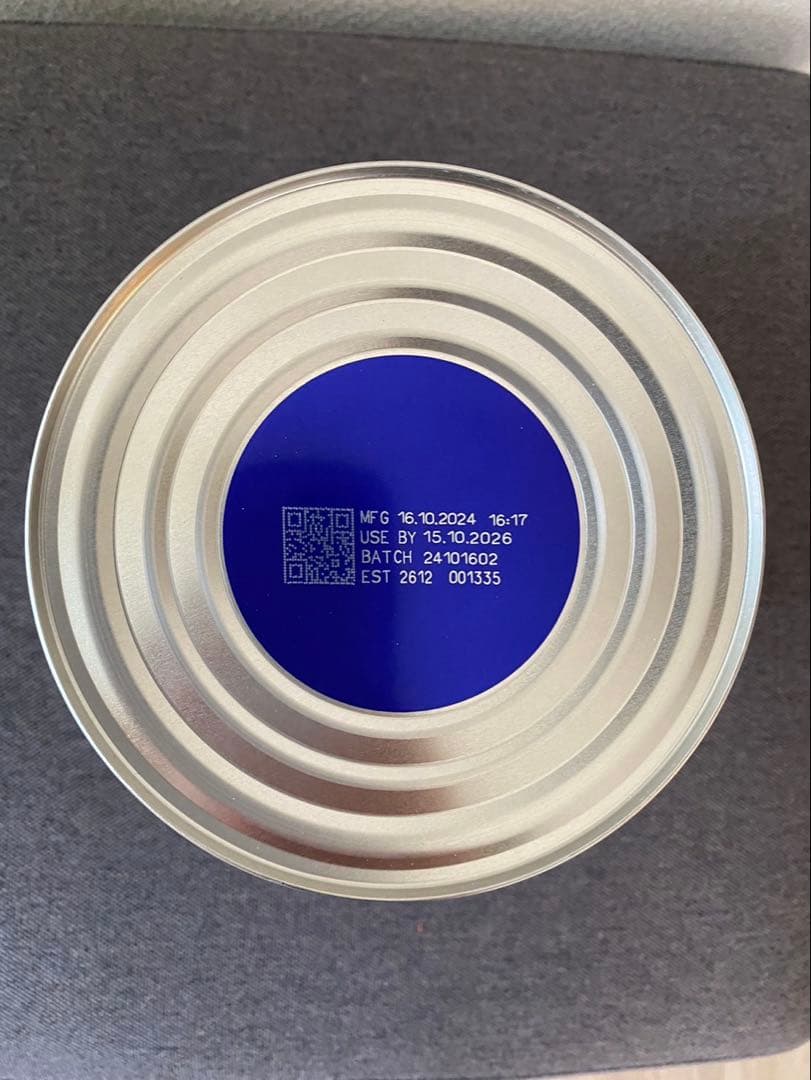 MFG 16.10.2024 16:17
USE BY 15.10.2026
BATCH 24101602
EST 2612 001335